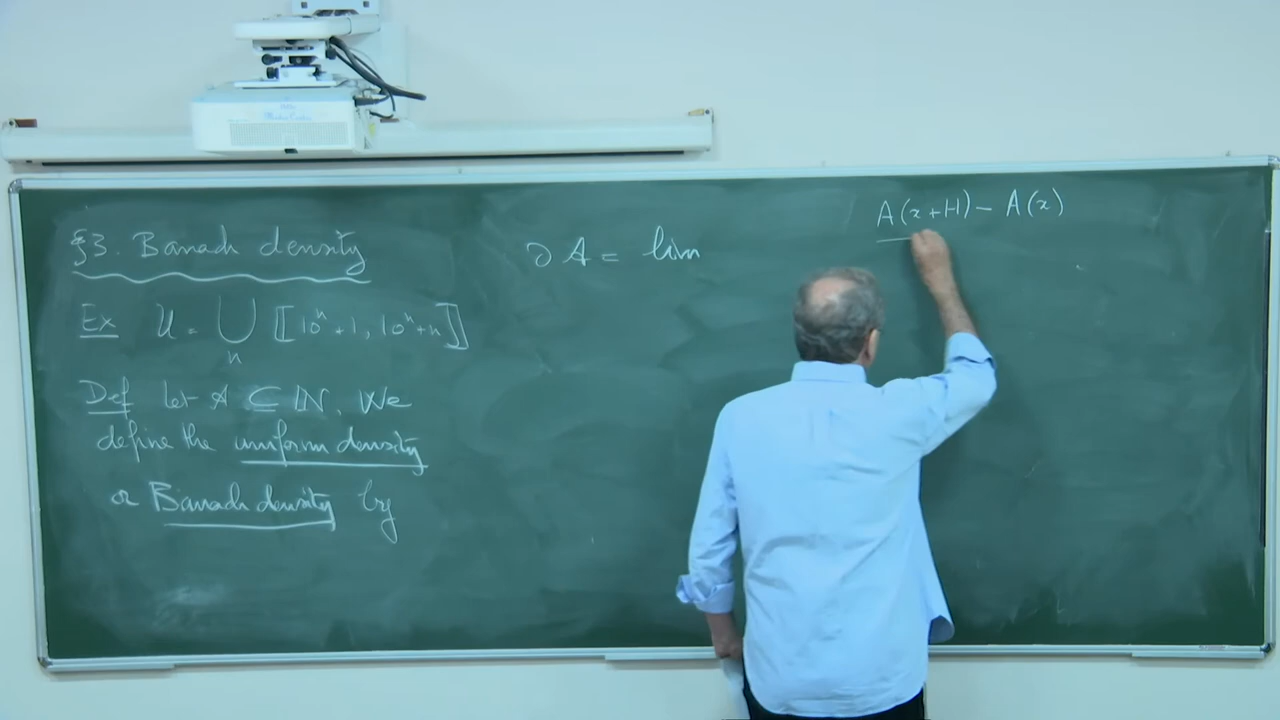 §3. Banach density
Ex U = ⋃ₙ [[10ⁿ+1, 10ⁿ+n]]
Def let A ⊆ ℕ. We
define the uniform density
or Banach density by
∂A = lim
A(x+H) − A(x)